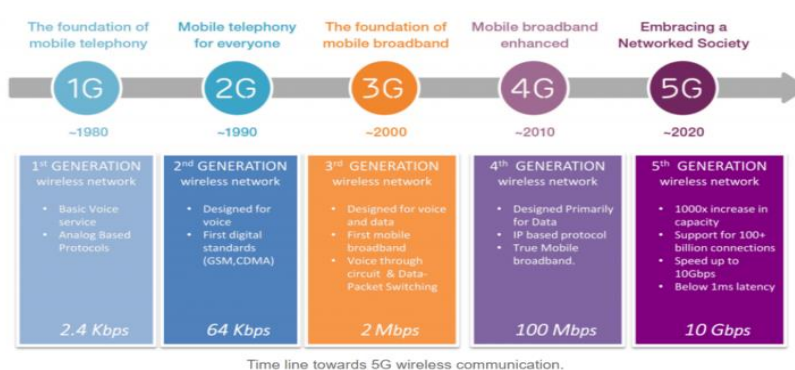 The foundation of
mobile telephony
Mobile telephony
for everyone
The foundation of
mobile broadband
Mobile broadband
enhanced
Embracing a
Networked Society
1G
2G
3G
4G
5G
~1980
~1990
~2000
~2010
~2020
1st GENERATION
wireless network
• Basic Voice
service
• Analog Based
Protocols
2.4 Kbps
2nd GENERATION
wireless network
• Designed for
voice
• First digital
standards
(GSM,CDMA)
64 Kbps
3rd GENERATION
wireless network
• Designed for voice
and data
• First mobile
broadband
• Voice through
circuit & Data-
Packet Switching
2 Mbps
4th GENERATION
wireless network
• Designed Primarily
for Data
• IP based protocol
• True Mobile
broadband.
100 Mbps
5th GENERATION
wireless network
• 1000x increase in
capacity
• Support for 100+
billion connections
• Speed up to
10Gbps
• Below 1ms latency
10 Gbps
Time line towards 5G wireless communication.